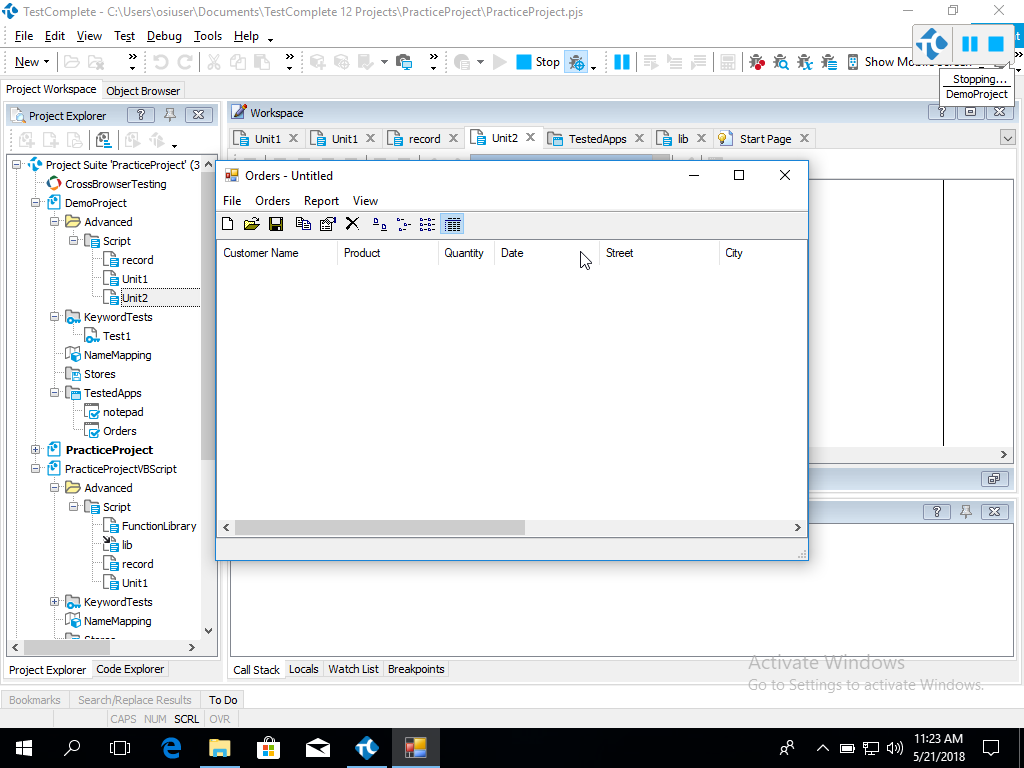 TestComplete - C:\Users\osiuser\Documents\TestComplete 12 Projects\PracticeProject\PracticeProject.pjs
File Edit View Test Debug Tools Help
New Stop Show Mo
Stopping...
DemoProject
Project Workspace Object Browser
Project Explorer
Workspace
Unit1 Unit1 record Unit2 TestedApps lib Start Page
Project Suite 'PracticeProject' (3
CrossBrowserTesting
DemoProject
Advanced
Script
record
Unit1
Unit2
KeywordTests
Test1
NameMapping
Stores
TestedApps
notepad
Orders
PracticeProject
PracticeProjectVBScript
Advanced
Script
FunctionLibrary
lib
record
Unit1
KeywordTests
NameMapping
Orders - Untitled
File Orders Report View
Customer Name Product Quantity Date Street City
Project Explorer Code Explorer
Call Stack Locals Watch List Breakpoints
Activate Windows
Go to Settings to activate Windows.
Bookmarks Search/Replace Results To Do
CAPS NUM SCRL OVR
11:23 AM
5/21/2018